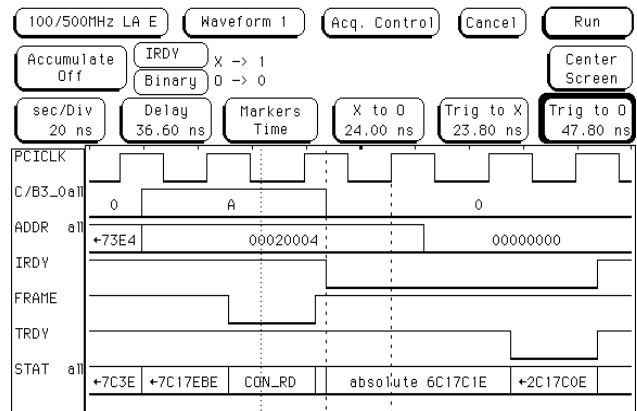 100/500MHz LA E Waveform 1 Acq. Control Cancel Run
Accumulate Off IRDY X -> 1 Center Screen
Binary O -> 0
sec/Div Delay Markers X to O Trig to X Trig to O
20 ns 36.60 ns Time 24.00 ns 23.80 ns 47.80 ns
PCICLK
C/B3_0all 0 A 0
ADDR all ←73E4 00020004 00000000
IRDY
FRAME
TRDY
STAT all ←7C3E ←7C17EBE CON_RD absolute 6C17C1E ←2C17C0E